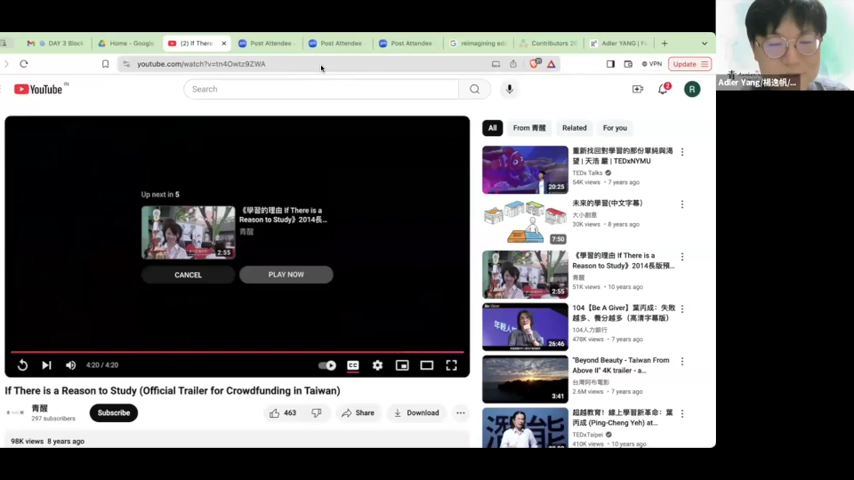 DAY 3 Block
Home - Google
(2) If There
Post Attendee
Post Attendee
Post Attendee
reimagining ed
Contributors 2
Adler YANG | F
youtube.com/watch?v=tn4Owtz9ZWA
VPN
Update
Adler Yang/楊逸帆/...
YouTube
IN
Search
2
R
All
From 青醒
Related
For you
Up next in 5
《學習的理由 If There is a
Reason to Study》2014長...
青醒
2:55
CANCEL
PLAY NOW
4:20 / 4:20
CC
If There is a Reason to Study (Official Trailer for Crowdfunding in Taiwan)
青醒
297 subscribers
Subscribe
463
Share
Download
98K views 8 years ago
重新找回對學習的那份單純與渴
望 | 天浩 嚴 | TEDxNYMU
TEDx Talks
54K views • 7 years ago
20:25
未來的學習(中文字幕)
大小創意
30K views • 8 years ago
7:50
《學習的理由 If There is a
Reason to Study》2014長版預...
青醒
51K views • 10 years ago
2:55
104【Be A Giver】葉丙成：失敗
越多、養分越多（高清字幕版）
104人力銀行
478K views • 7 years ago
26:46
"Beyond Beauty - Taiwan From
Above II" 4K trailer - a...
台灣阿布電影
2.6M views • 7 years ago
3:41
超越教育！線上學習新革命：葉
丙成 (Ping-Cheng Yeh) at...
TEDxTaipei
410K views • 10 years ago